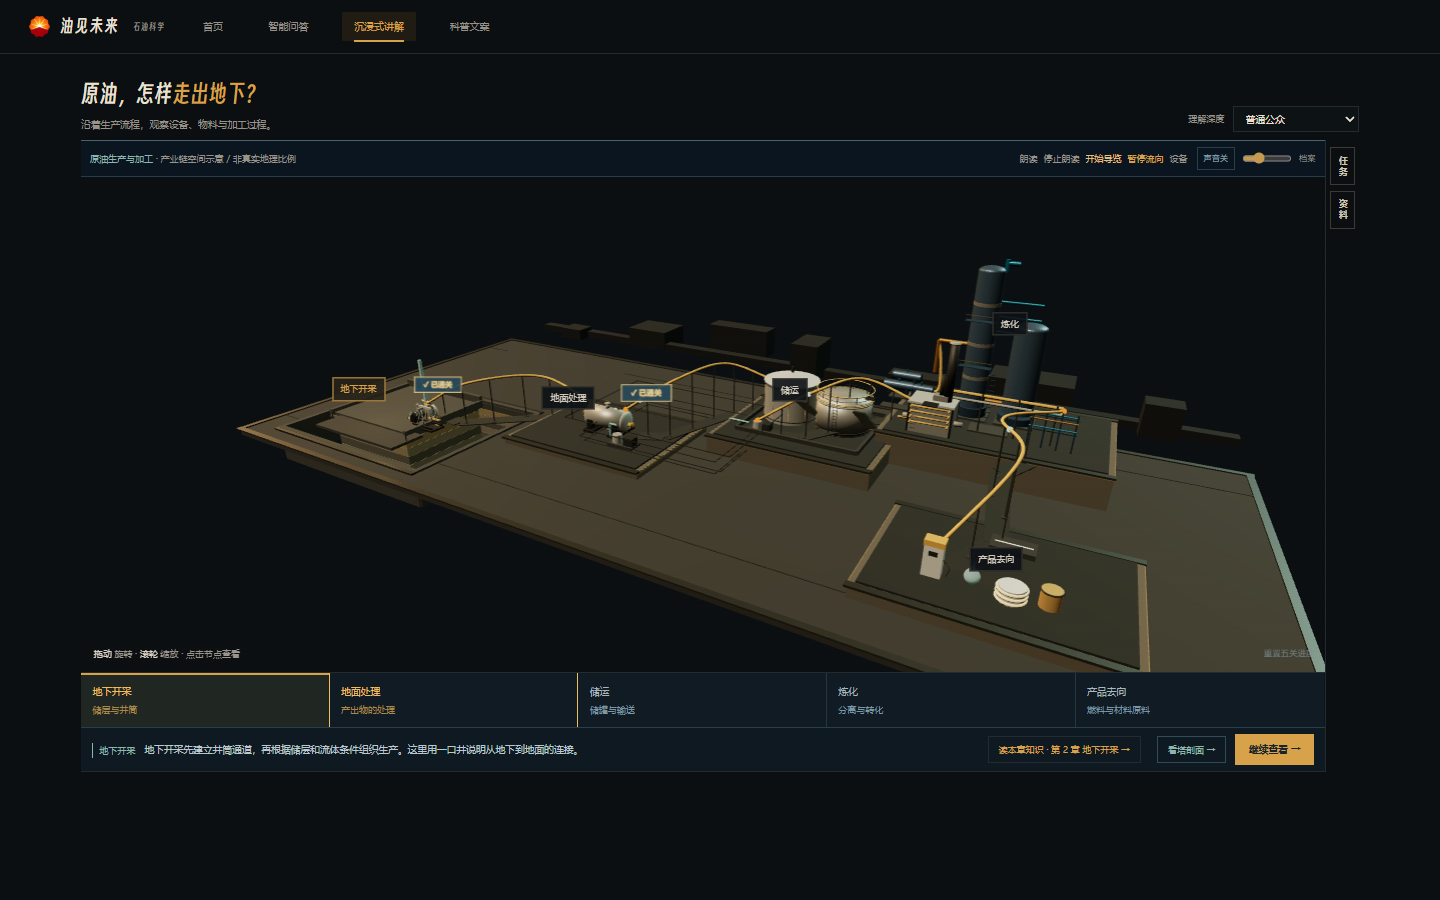 油见未来 石油科学 首页 智能问答 沉浸式讲解 科普文案
原油，怎样走出地下？
沿着生产流程，观察设备、物料与加工过程。
理解深度 普通公众
原油生产与加工 · 产业链空间示意 / 非真实地理比例
朗读 停止朗读 开始导览 暂停流向 设备 声音关 档案
任务
资料
炼化
地下开采
✓ 已通关
地面处理
✓ 已通关
储运
产品去向
拖动 旋转 · 滚轮 缩放 · 点击节点查看
重置五关进
地下开采
储层与井筒
地面处理
产出物的处理
储运
储罐与输送
炼化
分离与转化
产品去向
燃料与材料原料
地下开采 地下开采先建立井筒通道，再根据储层和流体条件组织生产。这里用一口井说明从地下到地面的连接。
读本章知识 · 第 2 章 地下开采 →
看塔剖面 →
继续查看 →